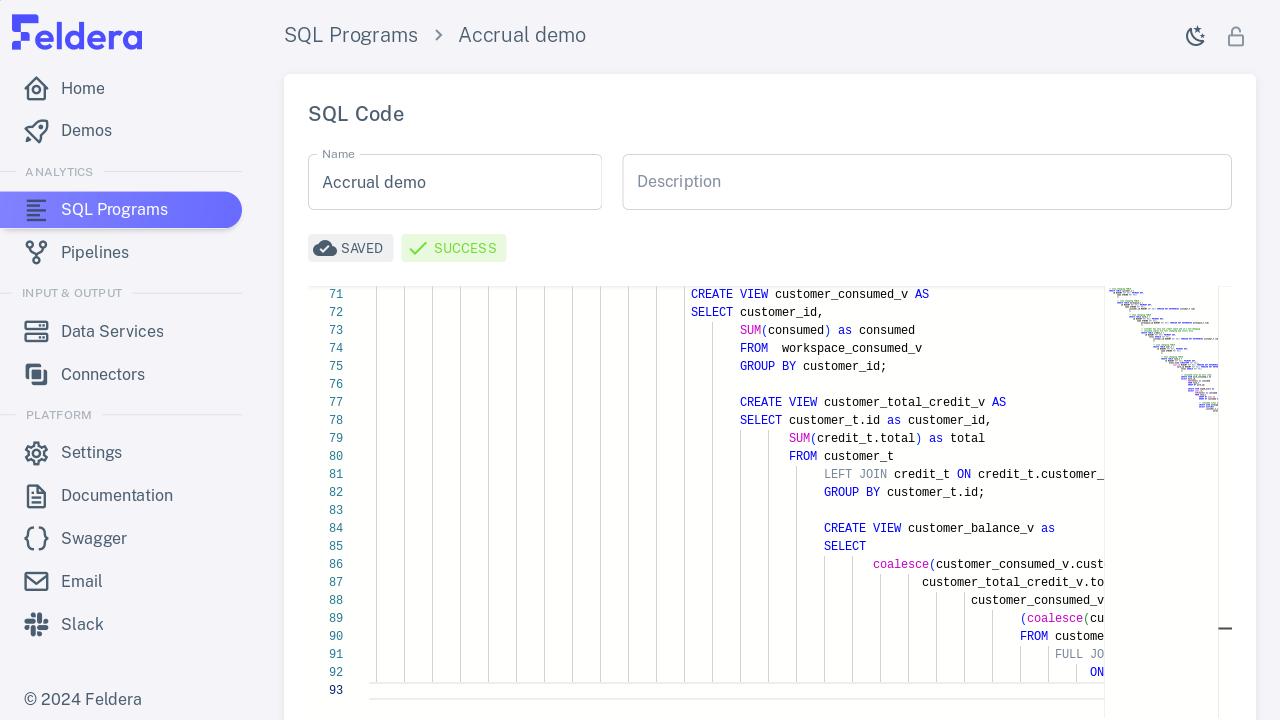 Feldera
SQL Programs
Accrual demo
Home
Demos
ANALYTICS
SQL Programs
Pipelines
INPUT & OUTPUT
Data Services
Connectors
PLATFORM
Settings
Documentation
Swagger
Email
Slack
© 2024 Feldera
SQL Code
Name
Accrual demo
Description
SAVED
SUCCESS
71 CREATE VIEW customer_consumed_v AS
72 SELECT customer_id,
73 SUM(consumed) as consumed
74 FROM  workspace_consumed_v
75 GROUP BY customer_id;
76
77 CREATE VIEW customer_total_credit_v AS
78 SELECT customer_t.id as customer_id,
79 SUM(credit_t.total) as total
80 FROM customer_t
81 LEFT JOIN credit_t ON credit_t.customer_
82 GROUP BY customer_t.id;
83
84 CREATE VIEW customer_balance_v as
85 SELECT
86 coalesce(customer_consumed_v.cust
87 customer_total_credit_v.to
88 customer_consumed_v
89 (coalesce(cu
90 FROM custome
91 FULL JO
92 ON
93